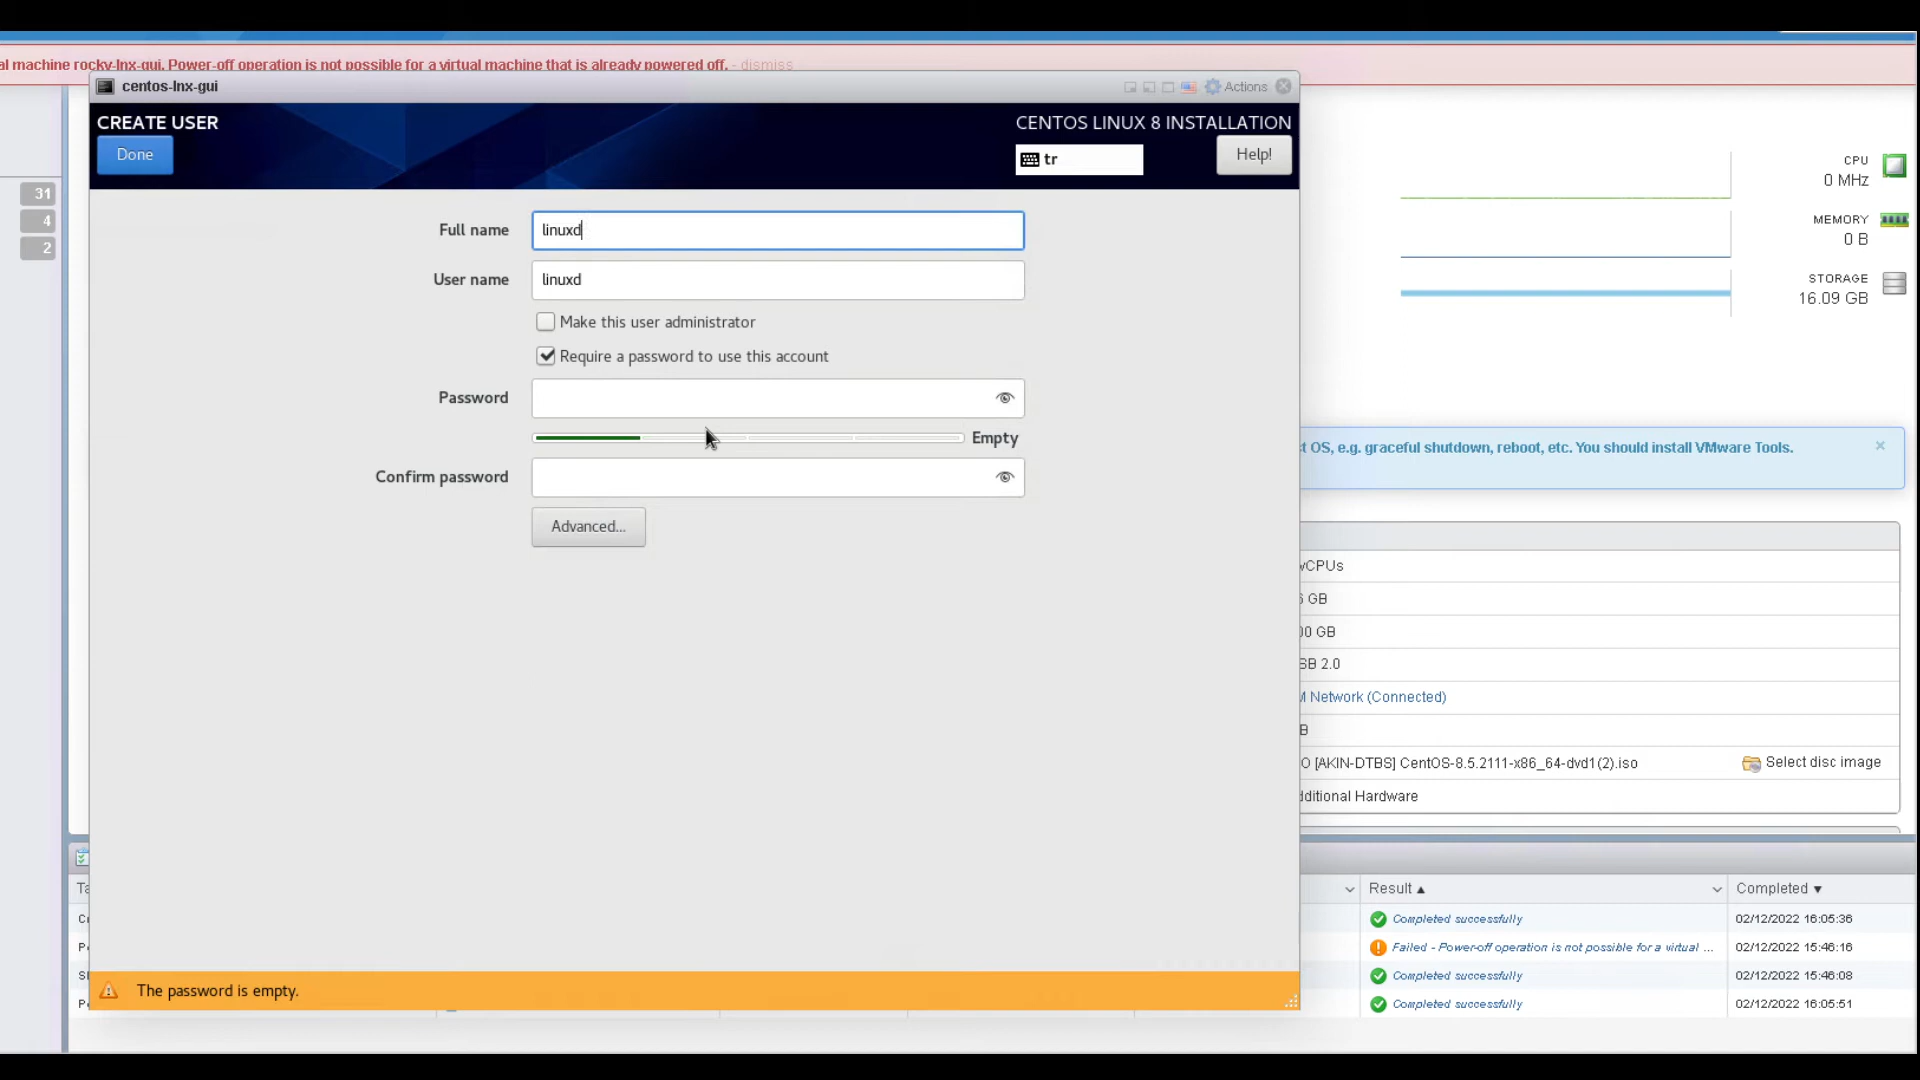 al machine rocky-lnx-gui. Power-off operation is not possible for a virtual machine that is already powered off. - dismiss
centos-lnx-gui
Actions
CREATE USER
CENTOS LINUX 8 INSTALLATION
Done
tr
Help!
31
4
2
Full name
linuxd
User name
linuxd
Make this user administrator
Require a password to use this account
Password
Empty
Confirm password
Advanced...
The password is empty.
CPU
0 MHz
MEMORY
0 B
STORAGE
16.09 GB
t OS, e.g. graceful shutdown, reboot, etc. You should install VMware Tools.
vCPUs
GB
00 GB
SB 2.0
M Network (Connected)
B
O [AKIN-DTBS] CentOS-8.5.2111-x86_64-dvd1(2).iso
Select disc image
dditional Hardware
Result
Completed
Completed successfully
02/12/2022 16:05:36
Failed - Power-off operation is not possible for a virtual ...
02/12/2022 15:46:16
Completed successfully
02/12/2022 15:46:08
Completed successfully
02/12/2022 16:05:51